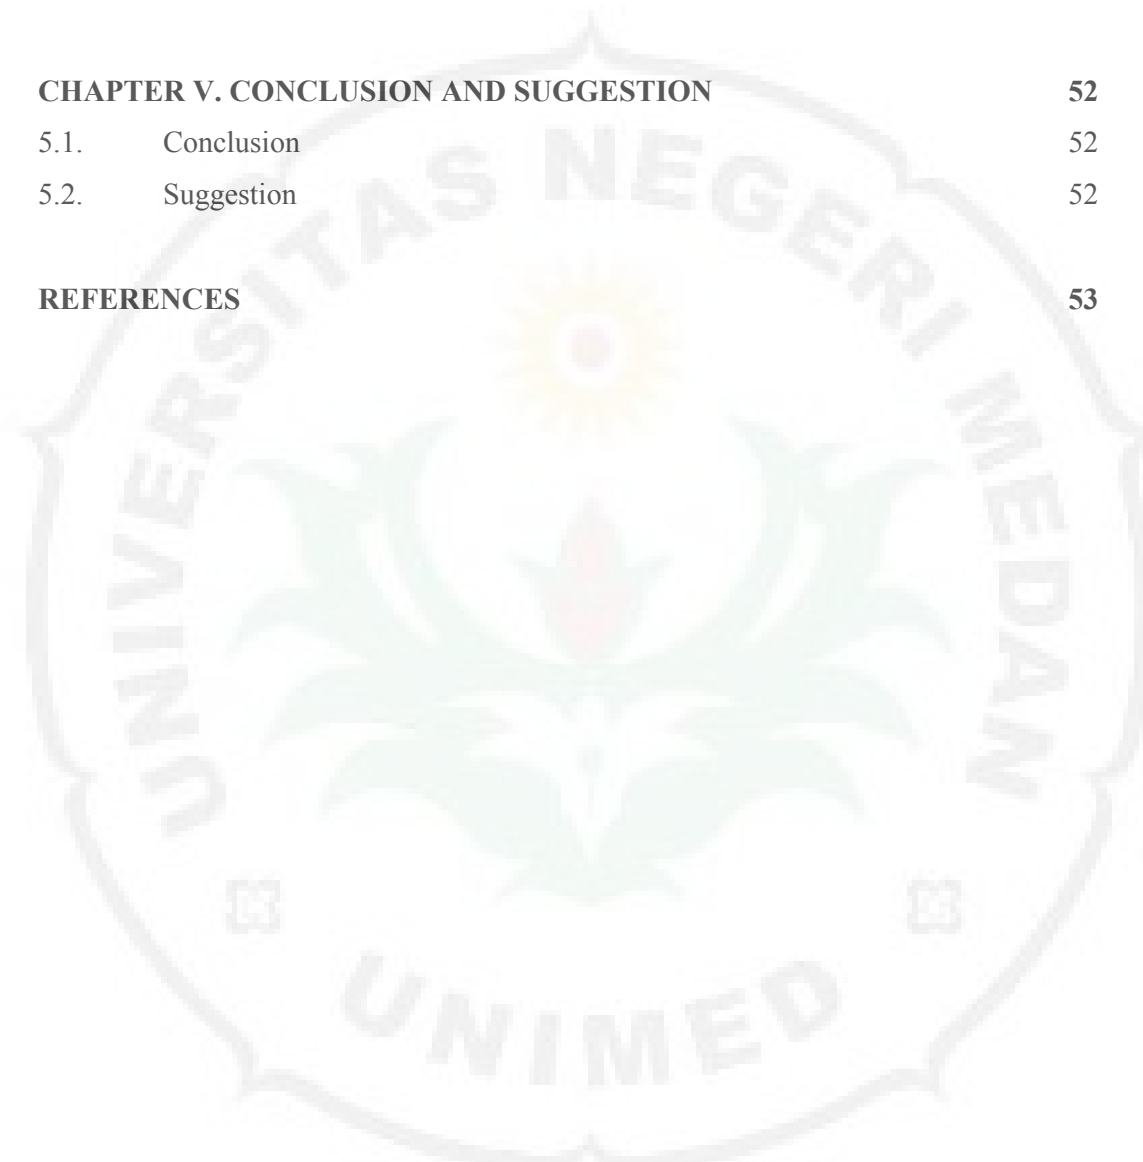 CHAPTER V. CONCLUSION AND SUGGESTION 52
5.1. Conclusion 52
5.2. Suggestion 52
REFERENCES 53
UNIVERSITAS NEGERI MEDAN
UNIMED